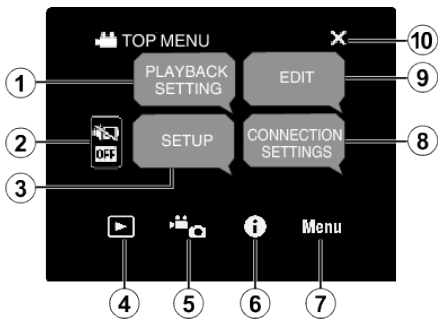 TOP MENU
10
1
PLAYBACK
SETTING
EDIT
9
2
OFF
SETUP
CONNECTION
SETTINGS
8
3
i
Menu
4
5
6
7